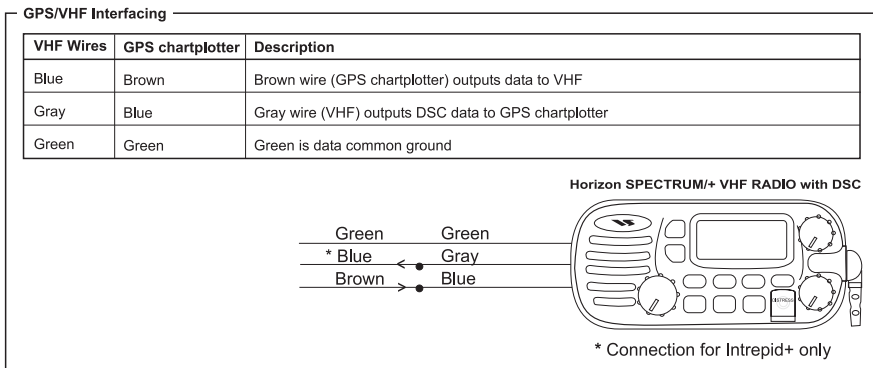 GPS/VHF Interfacing
VHF Wires GPS chartplotter Description
Blue Brown Brown wire (GPS chartplotter) outputs data to VHF
Gray Blue Gray wire (VHF) outputs DSC data to GPS chartplotter
Green Green Green is data common ground
Horizon SPECTRUM/+ VHF RADIO with DSC
Green Green
* Blue Gray
Brown Blue
DISTRESS
* Connection for Intrepid+ only